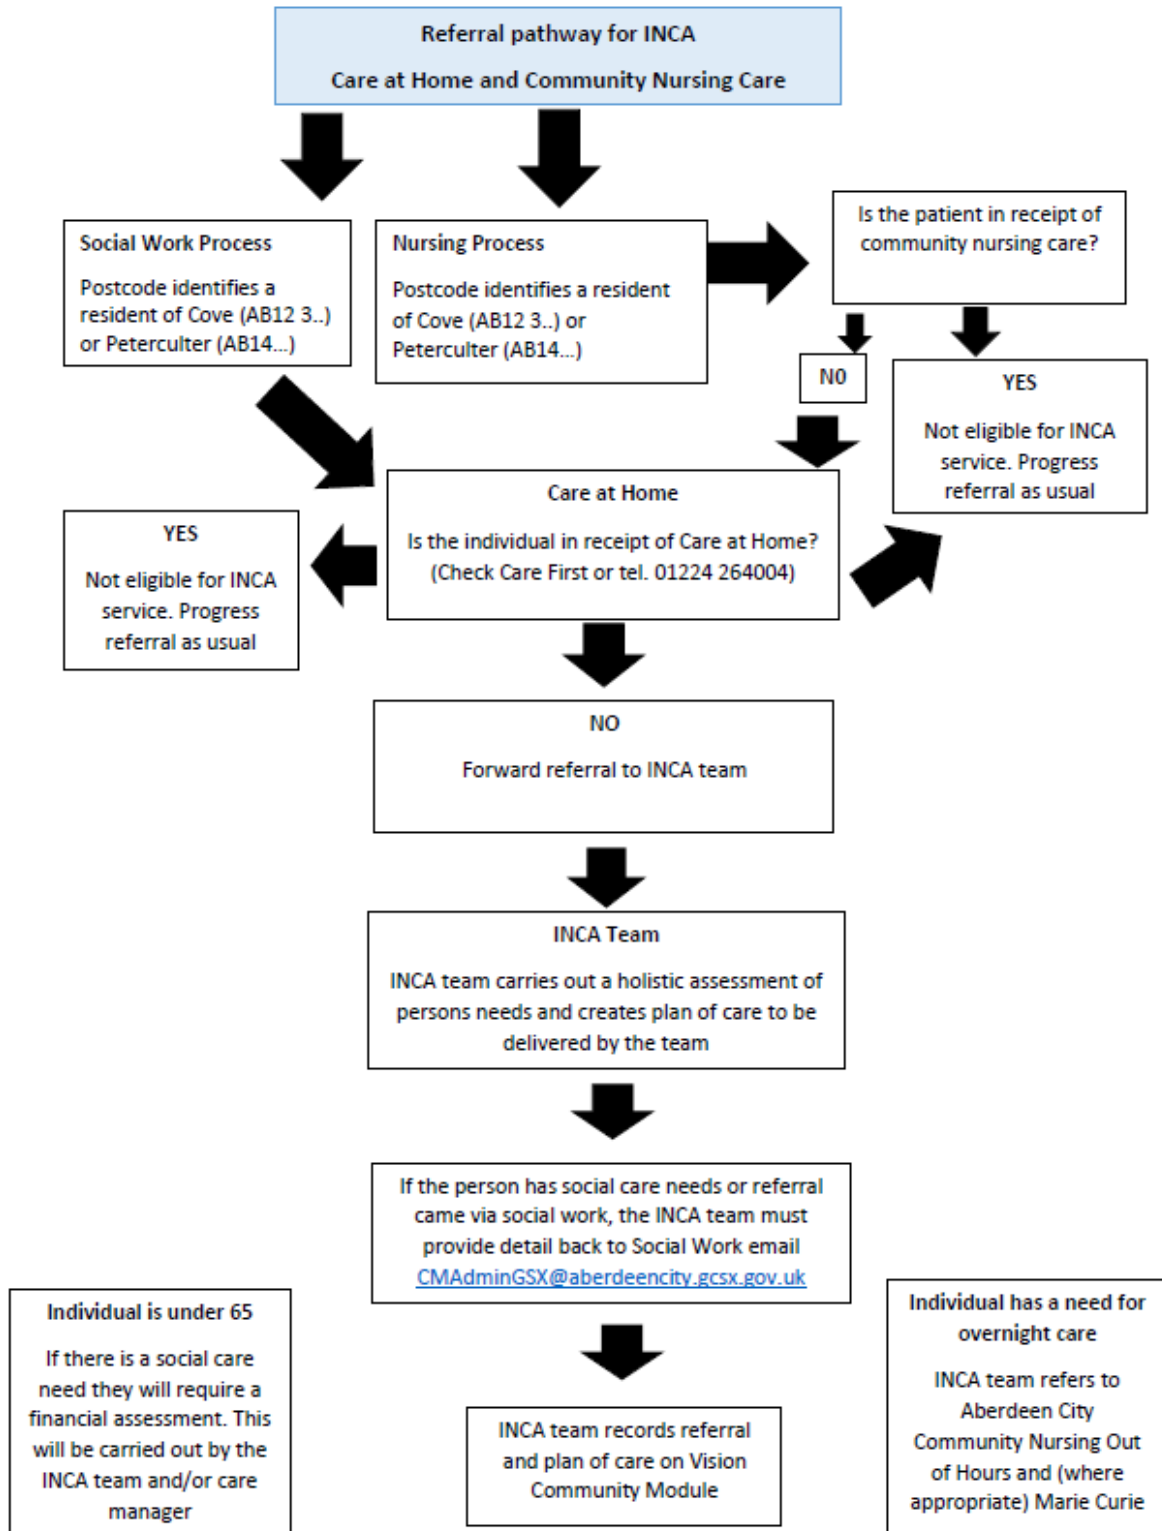 Referral pathway for INCA
Care at Home and Community Nursing Care
Social Work Process
Postcode identifies a
resident of Cove (AB12 3..)
or Peterculter (AB14...)
Nursing Process
Postcode identifies a resident
of Cove (AB12 3..) or
Peterculter (AB14...)
Is the patient in receipt of
community nursing care?
N0
YES
Not eligible for INCA
service. Progress
referral as usual
Care at Home
Is the individual in receipt of Care at Home?
(Check Care First or tel. 01224 264004)
YES
Not eligible for INCA
service. Progress
referral as usual
NO
Forward referral to INCA team
INCA Team
INCA team carries out a holistic assessment of
persons needs and creates plan of care to be
delivered by the team
If the person has social care needs or referral
came via social work, the INCA team must
provide detail back to Social Work email
CMAdminGSX@aberdeencity.gcsx.gov.uk
Individual is under 65
If there is a social care
need they will require a
financial assessment. This
will be carried out by the
INCA team and/or care
manager
INCA team records referral
and plan of care on Vision
Community Module
Individual has a need for
overnight care
INCA team refers to
Aberdeen City
Community Nursing Out
of Hours and (where
appropriate) Marie Curie